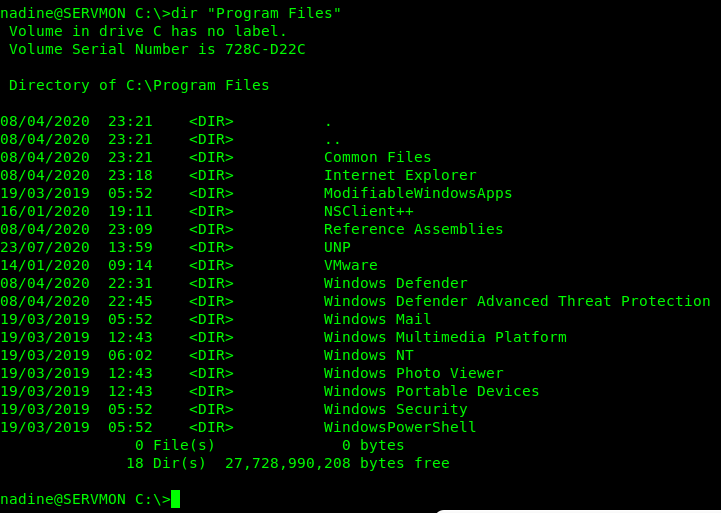 nadine@SERVMON C:\>dir "Program Files"
 Volume in drive C has no label.
 Volume Serial Number is 728C-D22C

 Directory of C:\Program Files

08/04/2020  23:21    <DIR>          .
08/04/2020  23:21    <DIR>          ..
08/04/2020  23:21    <DIR>          Common Files
08/04/2020  23:18    <DIR>          Internet Explorer
19/03/2019  05:52    <DIR>          ModifiableWindowsApps
16/01/2020  19:11    <DIR>          NSClient++
08/04/2020  23:09    <DIR>          Reference Assemblies
23/07/2020  13:59    <DIR>          UNP
14/01/2020  09:14    <DIR>          VMware
08/04/2020  22:31    <DIR>          Windows Defender
08/04/2020  22:45    <DIR>          Windows Defender Advanced Threat Protection
19/03/2019  05:52    <DIR>          Windows Mail
19/03/2019  12:43    <DIR>          Windows Multimedia Platform
19/03/2019  06:02    <DIR>          Windows NT
19/03/2019  12:43    <DIR>          Windows Photo Viewer
19/03/2019  12:43    <DIR>          Windows Portable Devices
19/03/2019  05:52    <DIR>          Windows Security
19/03/2019  05:52    <DIR>          WindowsPowerShell
               0 File(s)              0 bytes
              18 Dir(s)  27,728,990,208 bytes free

nadine@SERVMON C:\>